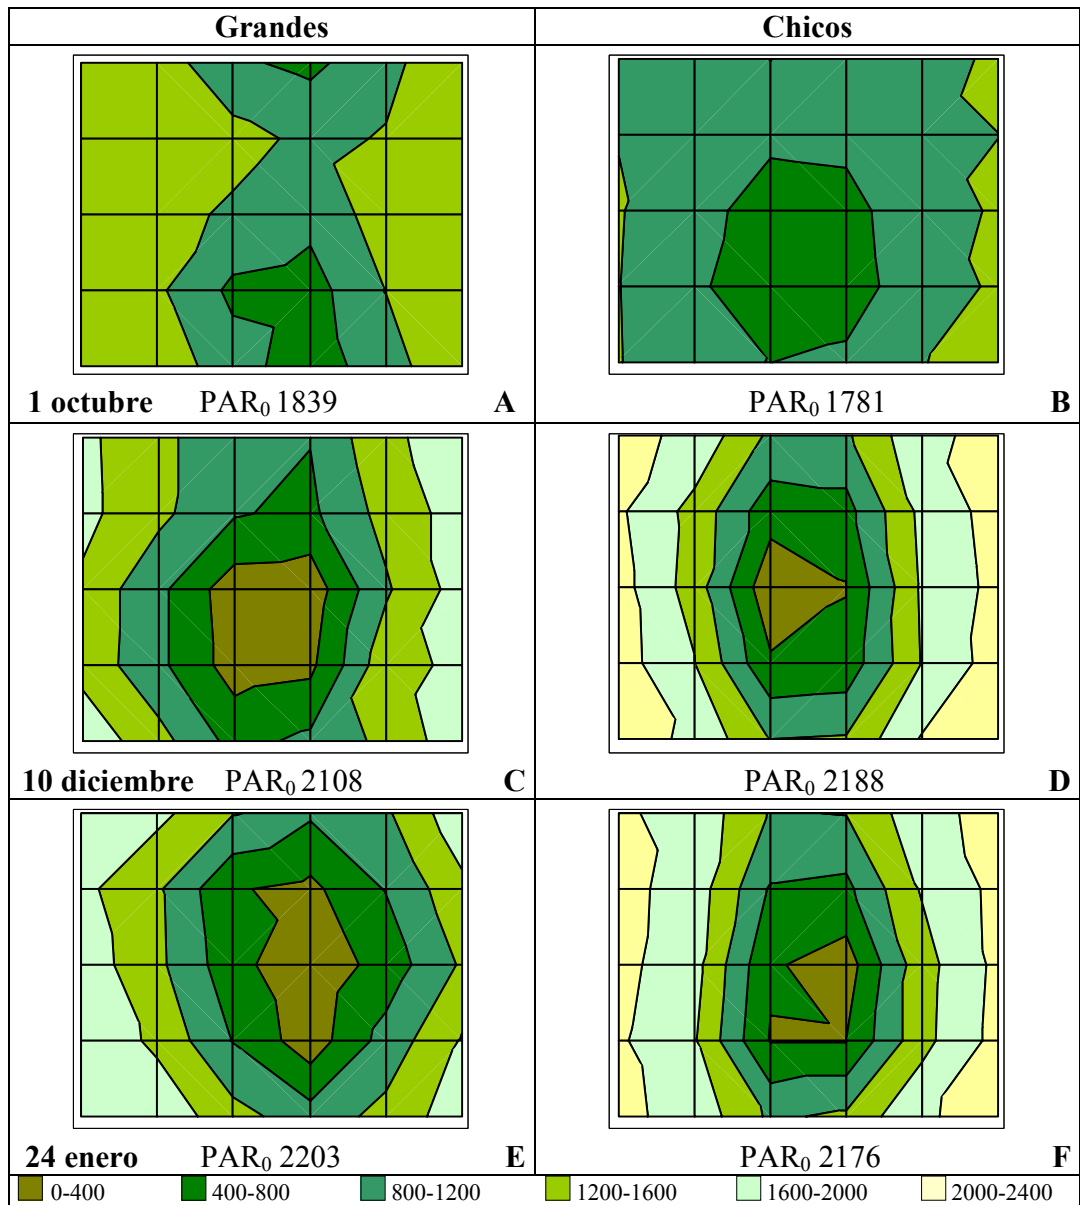 Grandes Chicos
1 octubre PAR₀ 1839 A PAR₀ 1781 B
10 diciembre PAR₀ 2108 C PAR₀ 2188 D
24 enero PAR₀ 2203 E PAR₀ 2176 F
0-400 400-800 800-1200 1200-1600 1600-2000 2000-2400